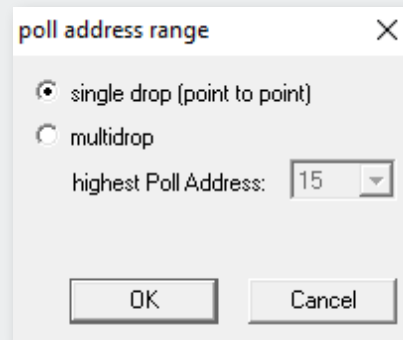 poll address range
single drop (point to point)
multidrop
highest Poll Address: 15
OK Cancel